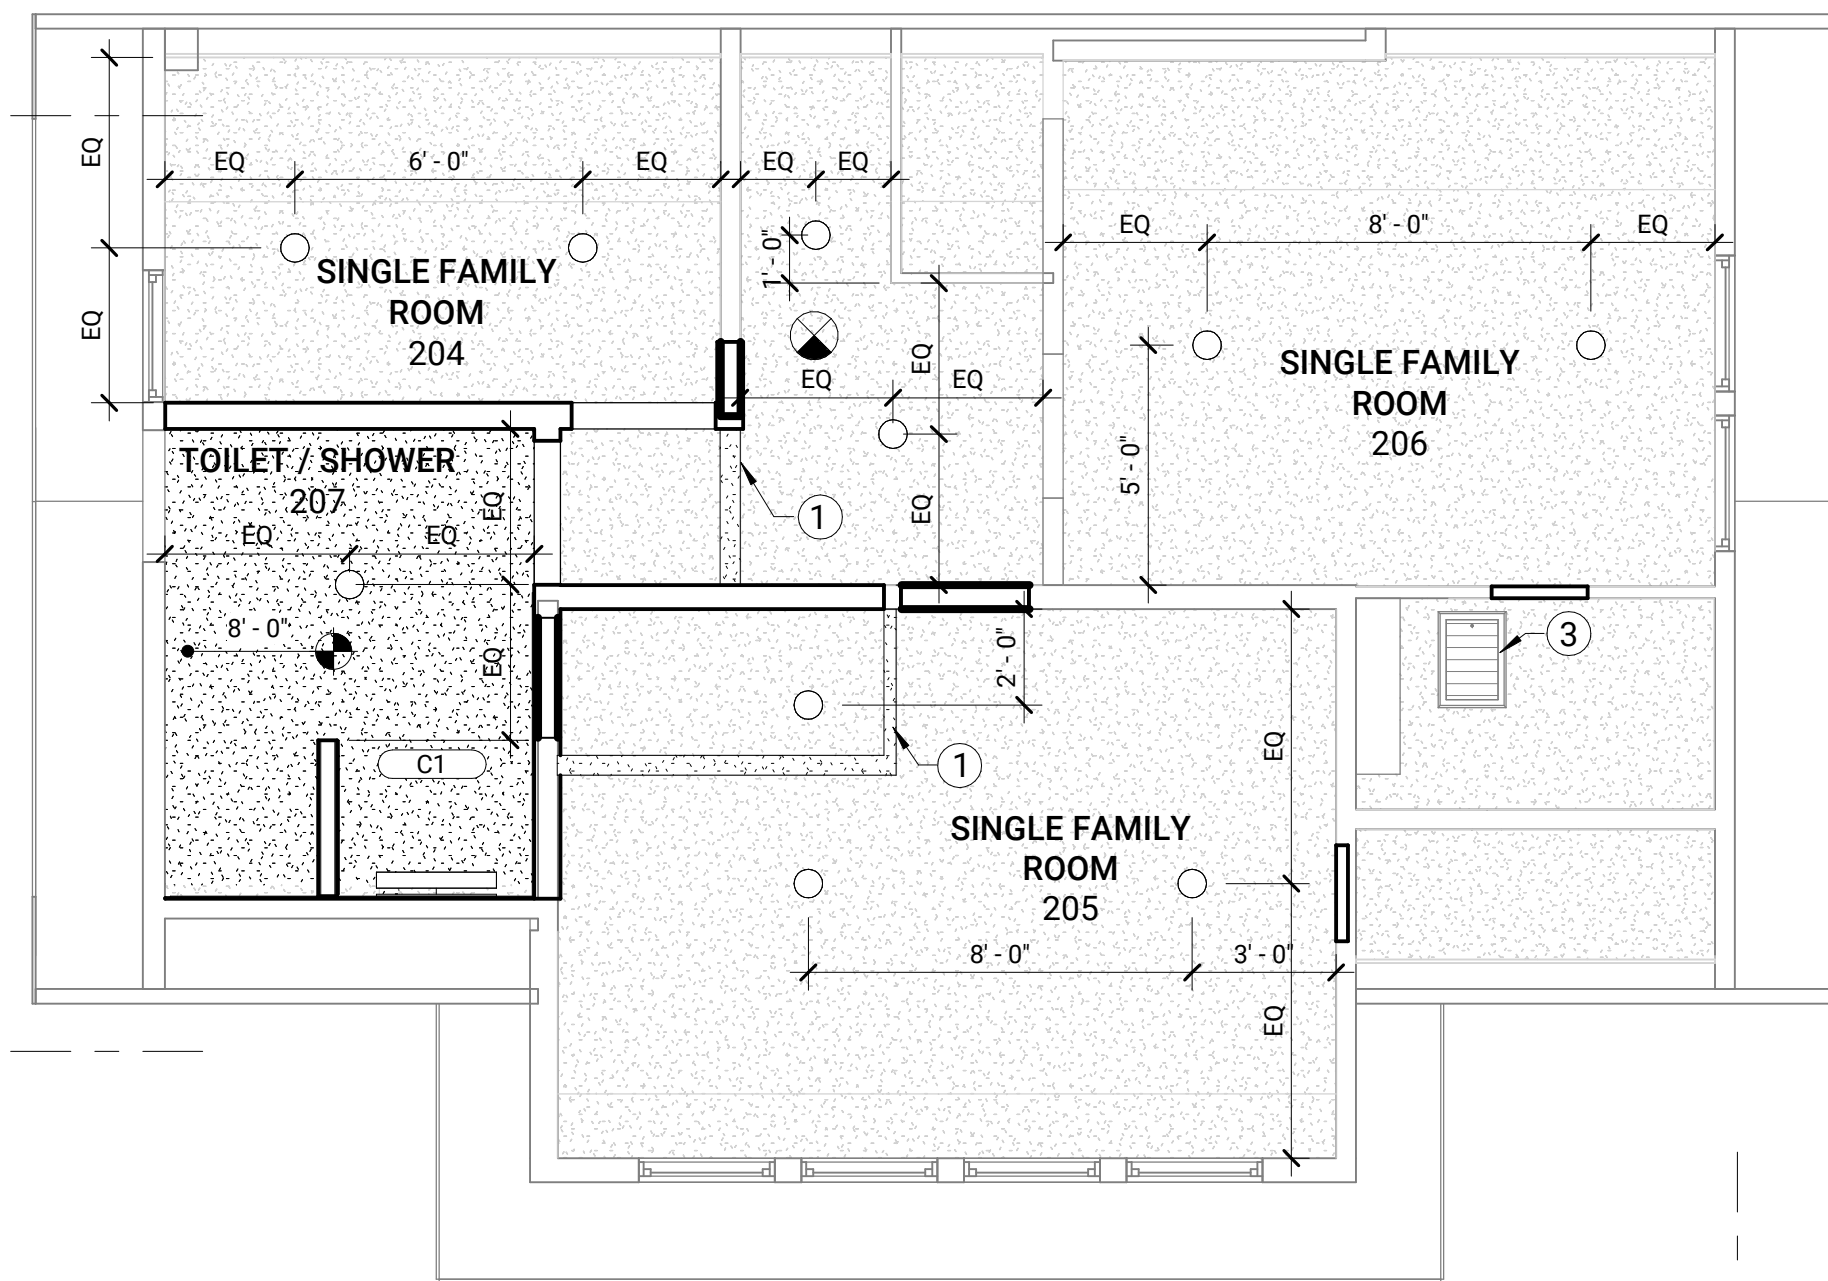 EQ
6' - 0"
EQ
EQ
EQ
EQ
EQ
8' - 0"
EQ
1' - 0"
SINGLE FAMILY
ROOM
204
EQ
EQ
EQ
EQ
SINGLE FAMILY
ROOM
206
5' - 0"
TOILET / SHOWER
207
EQ
EQ
EQ
1
EQ
8' - 0"
EQ
2' - 0"
3
C1
1
EQ
SINGLE FAMILY
ROOM
205
8' - 0"
3' - 0"
EQ